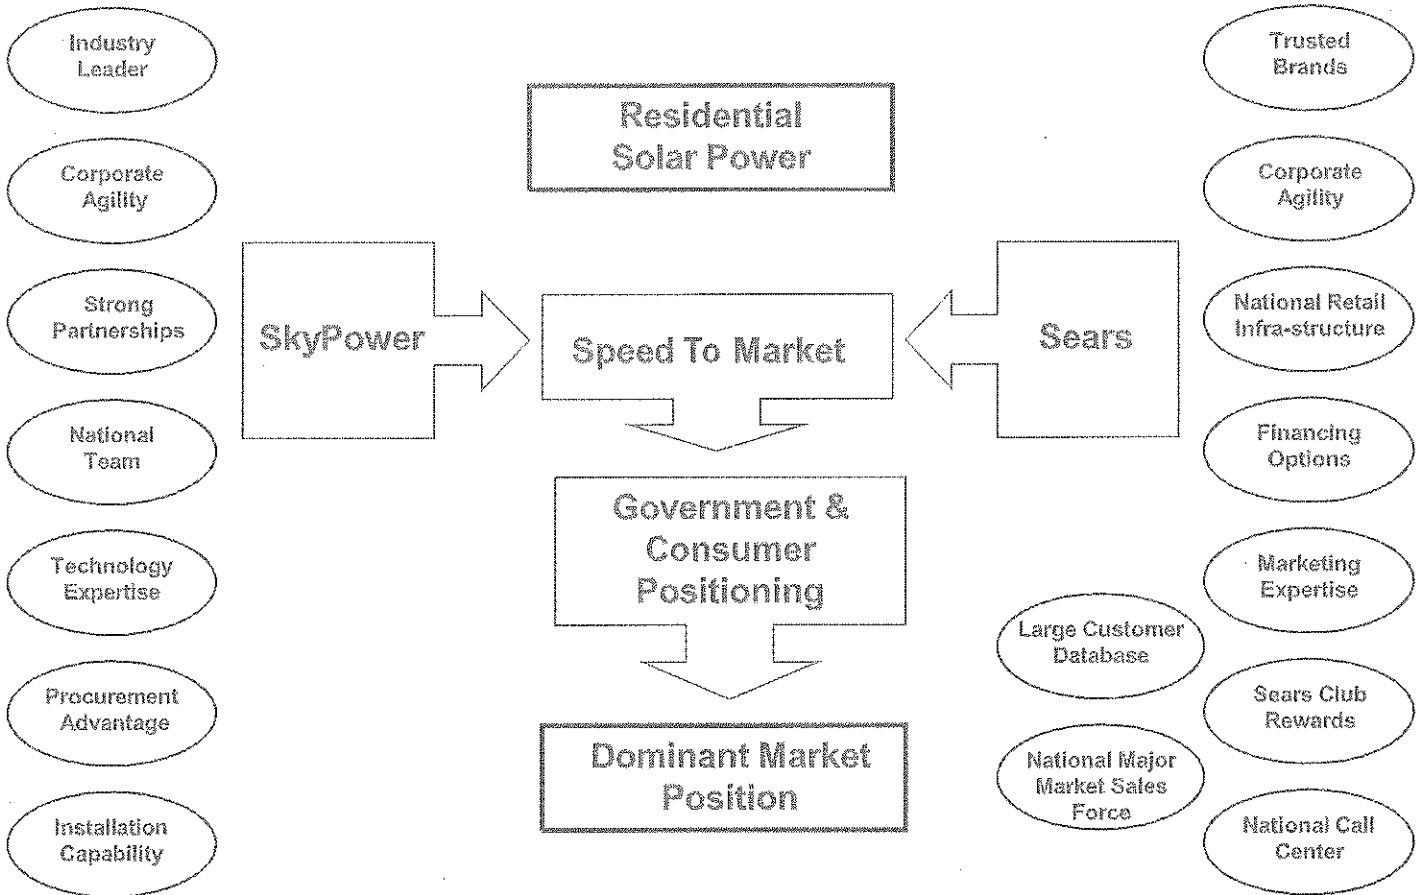 Industry
Leader
Corporate
Agility
Strong
Partnerships
National
Team
Technology
Expertise
Procurement
Advantage
Installation
Capability
SkyPower
Residential
Solar Power
Speed To Market
Government &
Consumer
Positioning
Dominant Market
Position
Sears
Trusted
Brands
Corporate
Agility
National Retail
Infra-structure
Financing
Options
Marketing
Expertise
Large Customer
Database
Sears Club
Rewards
National Major
Market Sales
Force
National Call
Center